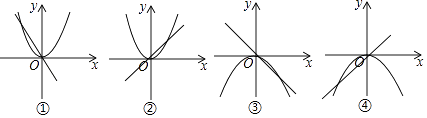 y y y y
O x O x O x O x
① ② ③ ④